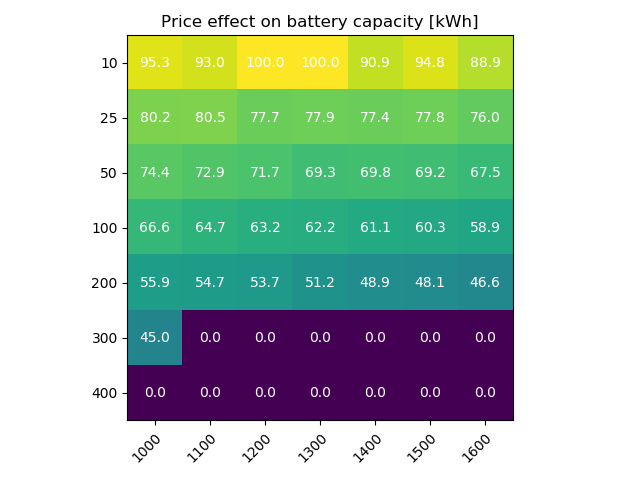 Price effect on battery capacity [kWh]
10 95.3 93.0 100.0 100.0 90.9 94.8 88.9
25 80.2 80.5 77.7 77.9 77.4 77.8 76.0
50 74.4 72.9 71.7 69.3 69.8 69.2 67.5
100 66.6 64.7 63.2 62.2 61.1 60.3 58.9
200 55.9 54.7 53.7 51.2 48.9 48.1 46.6
300 45.0 0.0 0.0 0.0 0.0 0.0 0.0
400 0.0 0.0 0.0 0.0 0.0 0.0 0.0
1000 1100 1200 1300 1400 1500 1600